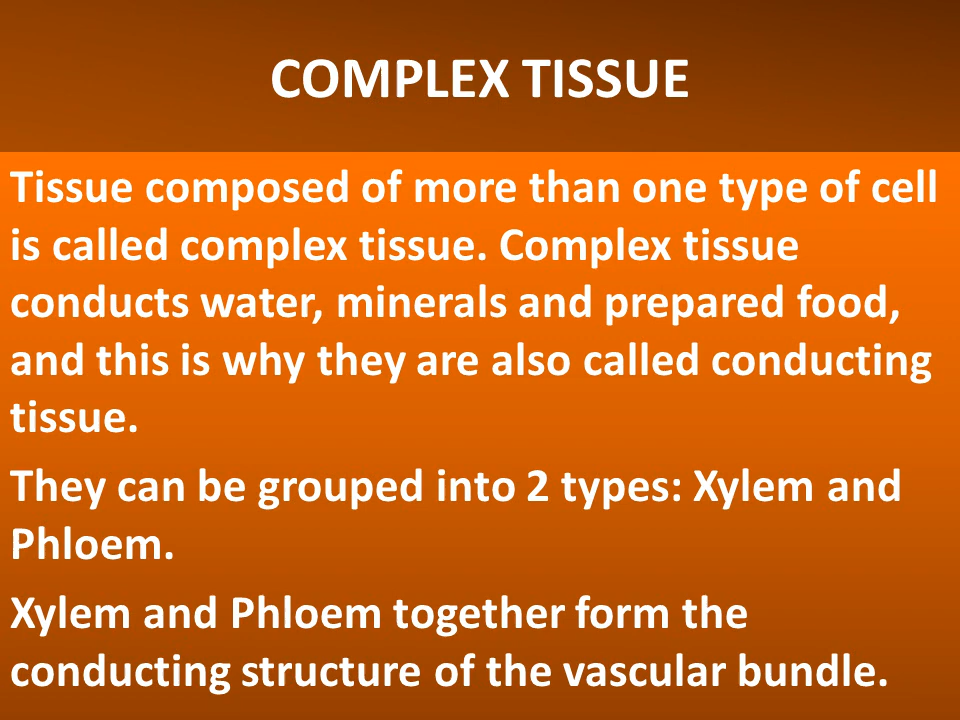 COMPLEX TISSUE
Tissue composed of more than one type of cell
is called complex tissue. Complex tissue
conducts water, minerals and prepared food,
and this is why they are also called conducting
tissue.
They can be grouped into 2 types: Xylem and
Phloem.
Xylem and Phloem together form the
conducting structure of the vascular bundle.